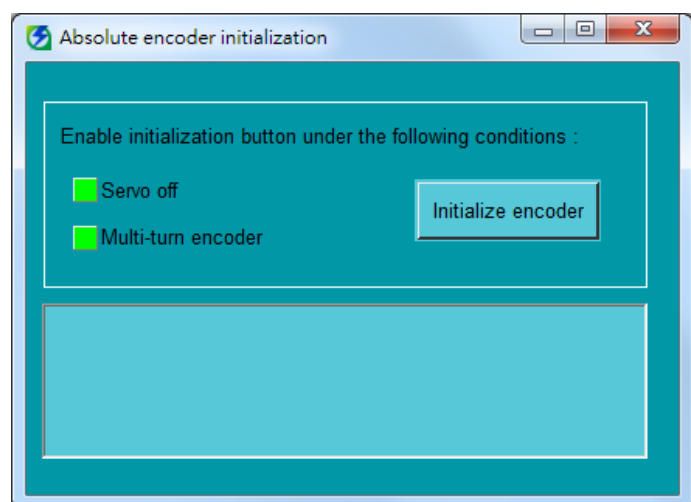 Absolute encoder initialization
Enable initialization button under the following conditions :
Servo off
Initialize encoder
Multi-turn encoder